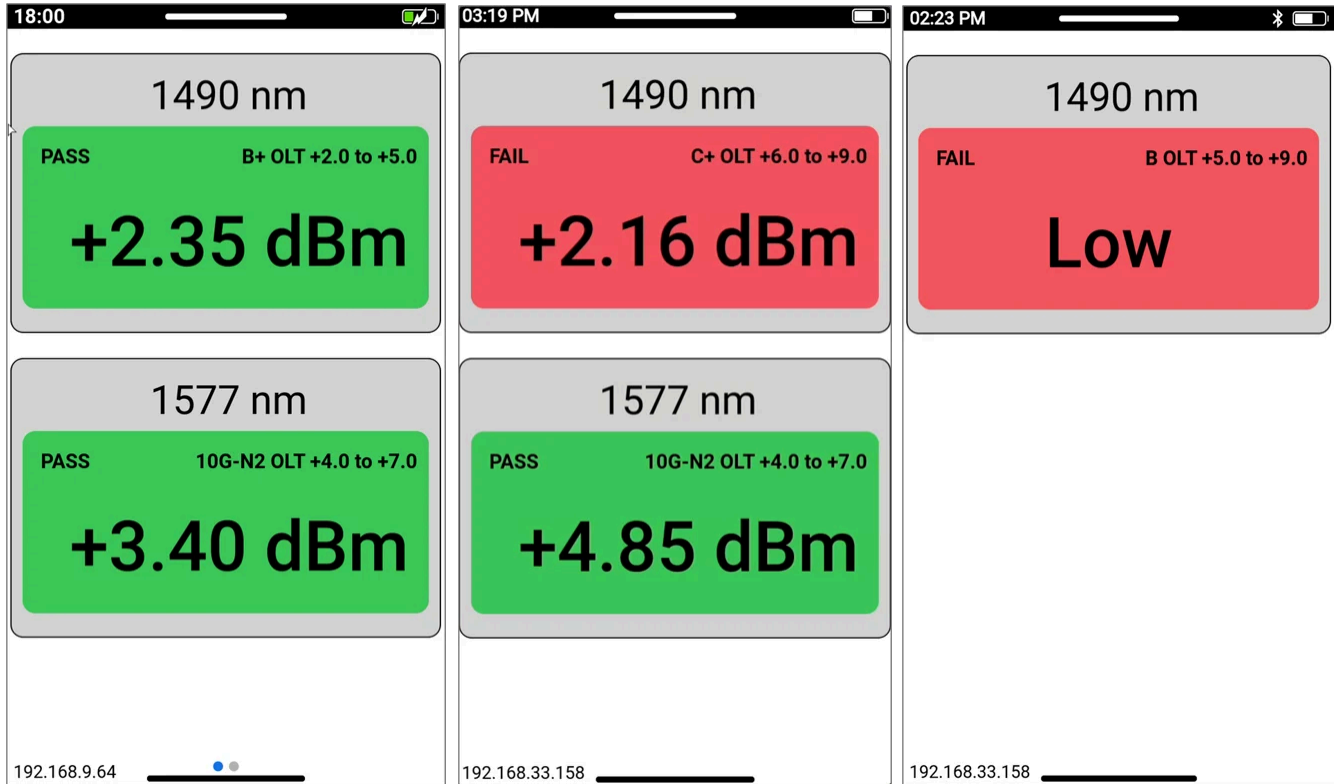 18:00
1490 nm
PASS B+ OLT +2.0 to +5.0
+2.35 dBm
1577 nm
PASS 10G-N2 OLT +4.0 to +7.0
+3.40 dBm
192.168.9.64
03:19 PM
1490 nm
FAIL C+ OLT +6.0 to +9.0
+2.16 dBm
1577 nm
PASS 10G-N2 OLT +4.0 to +7.0
+4.85 dBm
192.168.33.158
02:23 PM
1490 nm
FAIL B OLT +5.0 to +9.0
Low
192.168.33.158